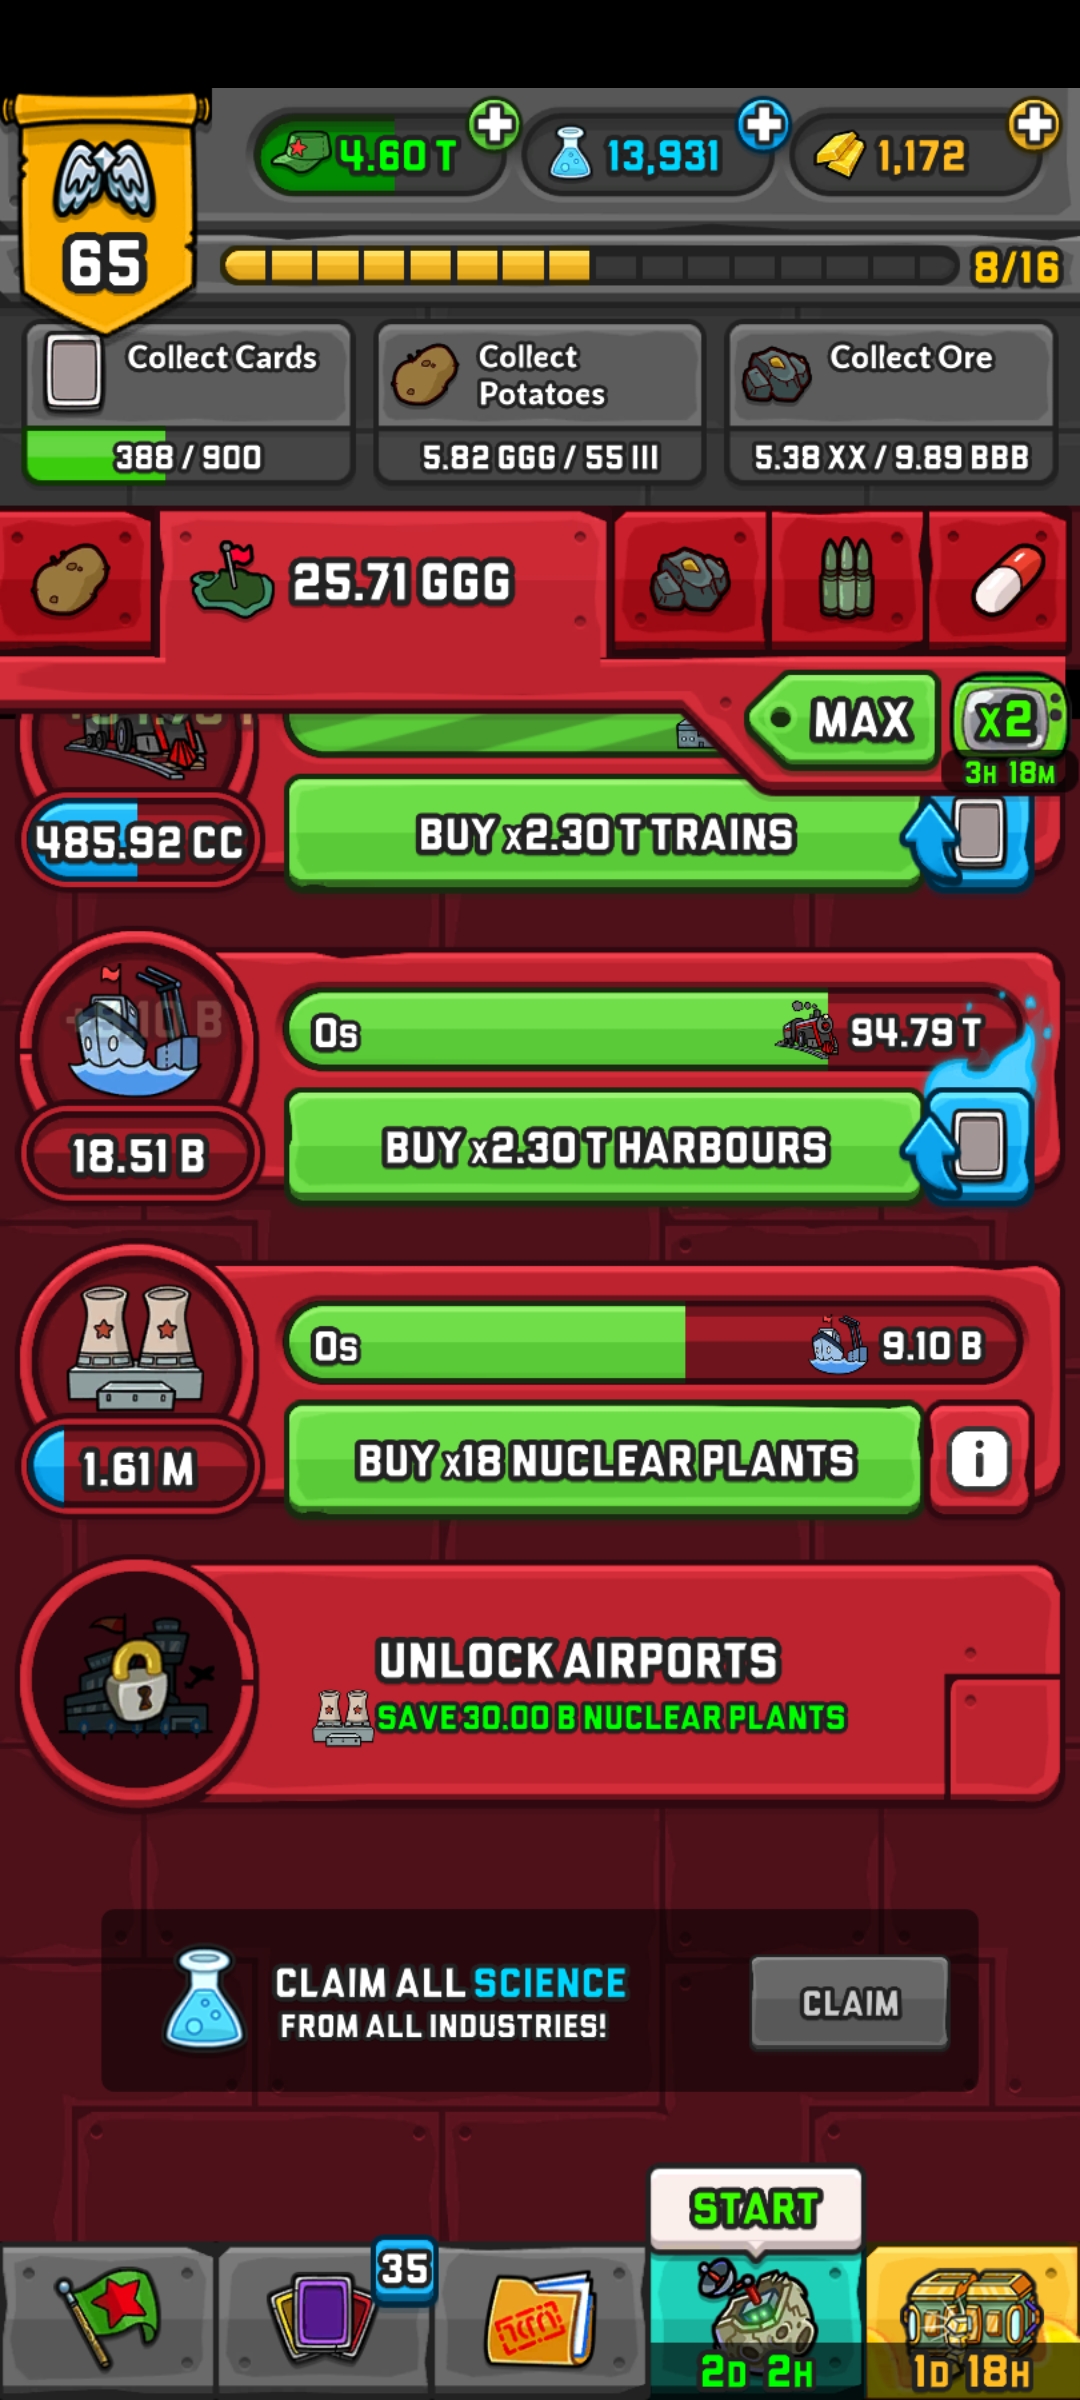 4.60 T
13,931
1,172
65
8/16
Collect Cards
388 / 900
Collect
Potatoes
5.82 GGG / 55 III
Collect Ore
5.38 XX / 9.89 BBB
25.71 GGG
MAX
x2
3H 18M
485.92 CC
BUY x2.30 T TRAINS
0s
94.79 T
18.51 B
BUY x2.30 T HARBOURS
0s
9.10 B
1.61 M
BUY x18 NUCLEAR PLANTS
i
UNLOCK AIRPORTS
SAVE 30.00 B NUCLEAR PLANTS
CLAIM ALL SCIENCE
FROM ALL INDUSTRIES!
CLAIM
START
35
2D 2H
1D 18H